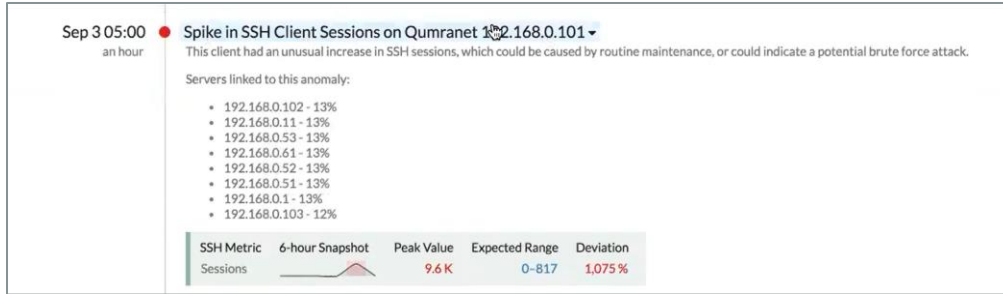 Sep 3 05:00
an hour
Spike in SSH Client Sessions on Qumranet 192.168.0.101
This client had an unusual increase in SSH sessions, which could be caused by routine maintenance, or could indicate a potential brute force attack.
Servers linked to this anomaly:
• 192.168.0.102 - 13%
• 192.168.0.11 - 13%
• 192.168.0.53 - 13%
• 192.168.0.61 - 13%
• 192.168.0.52 - 13%
• 192.168.0.51 - 13%
• 192.168.0.1 - 13%
• 192.168.0.103 - 12%
SSH Metric 6-hour Snapshot Peak Value Expected Range Deviation
Sessions 9.6 K 0-817 1,075 %